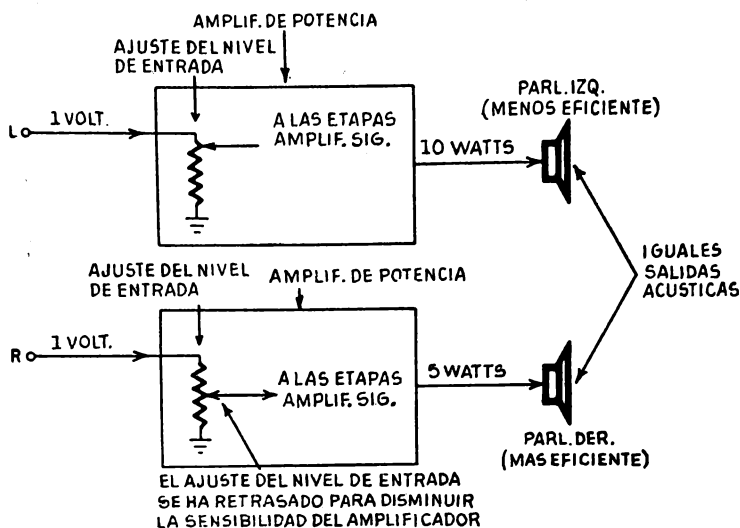 AMPLIF. DE POTENCIA
AJUSTE DEL NIVEL
DE ENTRADA
L
1 VOLT.
A LAS ETAPAS
AMPLIF. SIG.
10 WATTS
PARL. IZQ.
(MENOS EFICIENTE)
IGUALES
SALIDAS
ACUSTICAS
AJUSTE DEL NIVEL
DE ENTRADA
AMPLIF. DE POTENCIA
R
1 VOLT.
A LAS ETAPAS
AMPLIF. SIG.
5 WATTS
PARL. DER.
(MAS EFICIENTE)
EL AJUSTE DEL NIVEL DE ENTRADA
SE HA RETRASADO PARA DISMINUIR
LA SENSIBILIDAD DEL AMPLIFICADOR